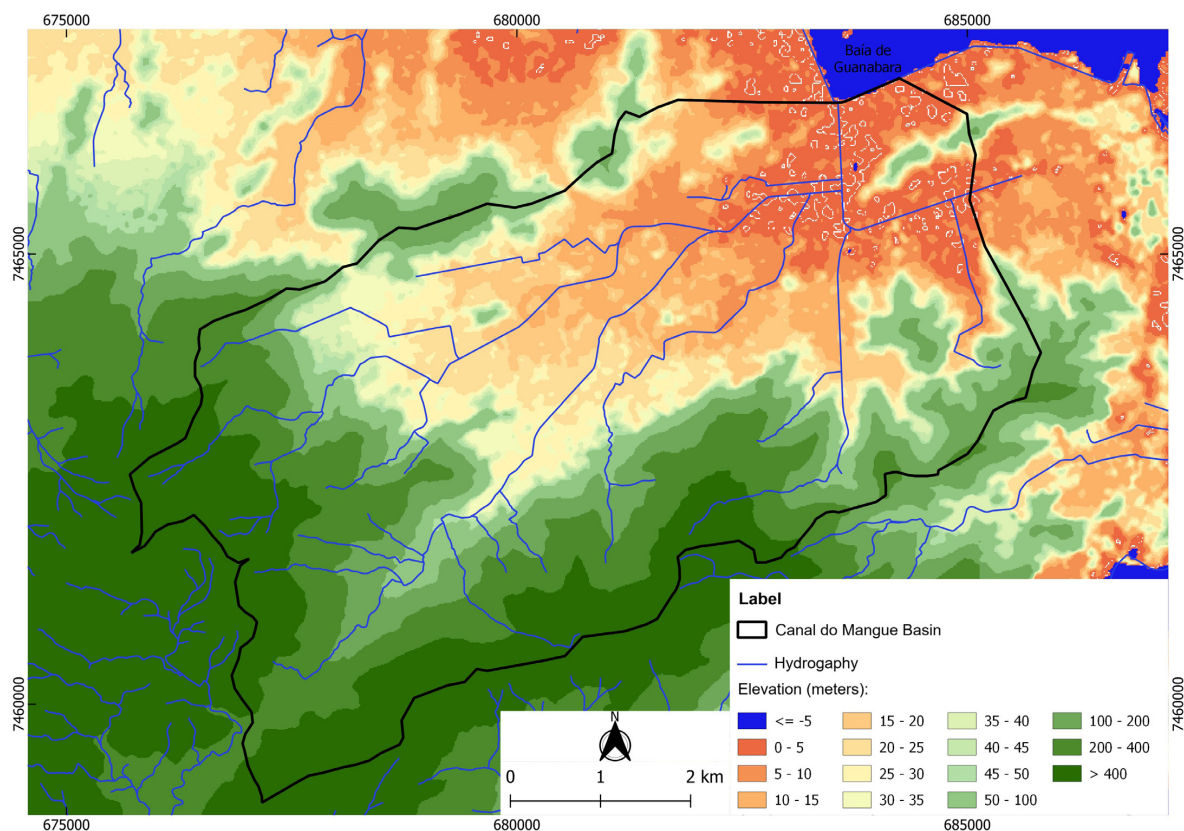 675000 680000 685000
Baía de
Guanabara
7465000 7465000
Label
Canal do Mangue Basin
Hydrogaphy
Elevation (meters):
<= -5 15 - 20 35 - 40 100 - 200
0 - 5 20 - 25 40 - 45 200 - 400
5 - 10 25 - 30 45 - 50 > 400
10 - 15 30 - 35 50 - 100
7460000 7460000
N
0 1 2 km
675000 680000 685000